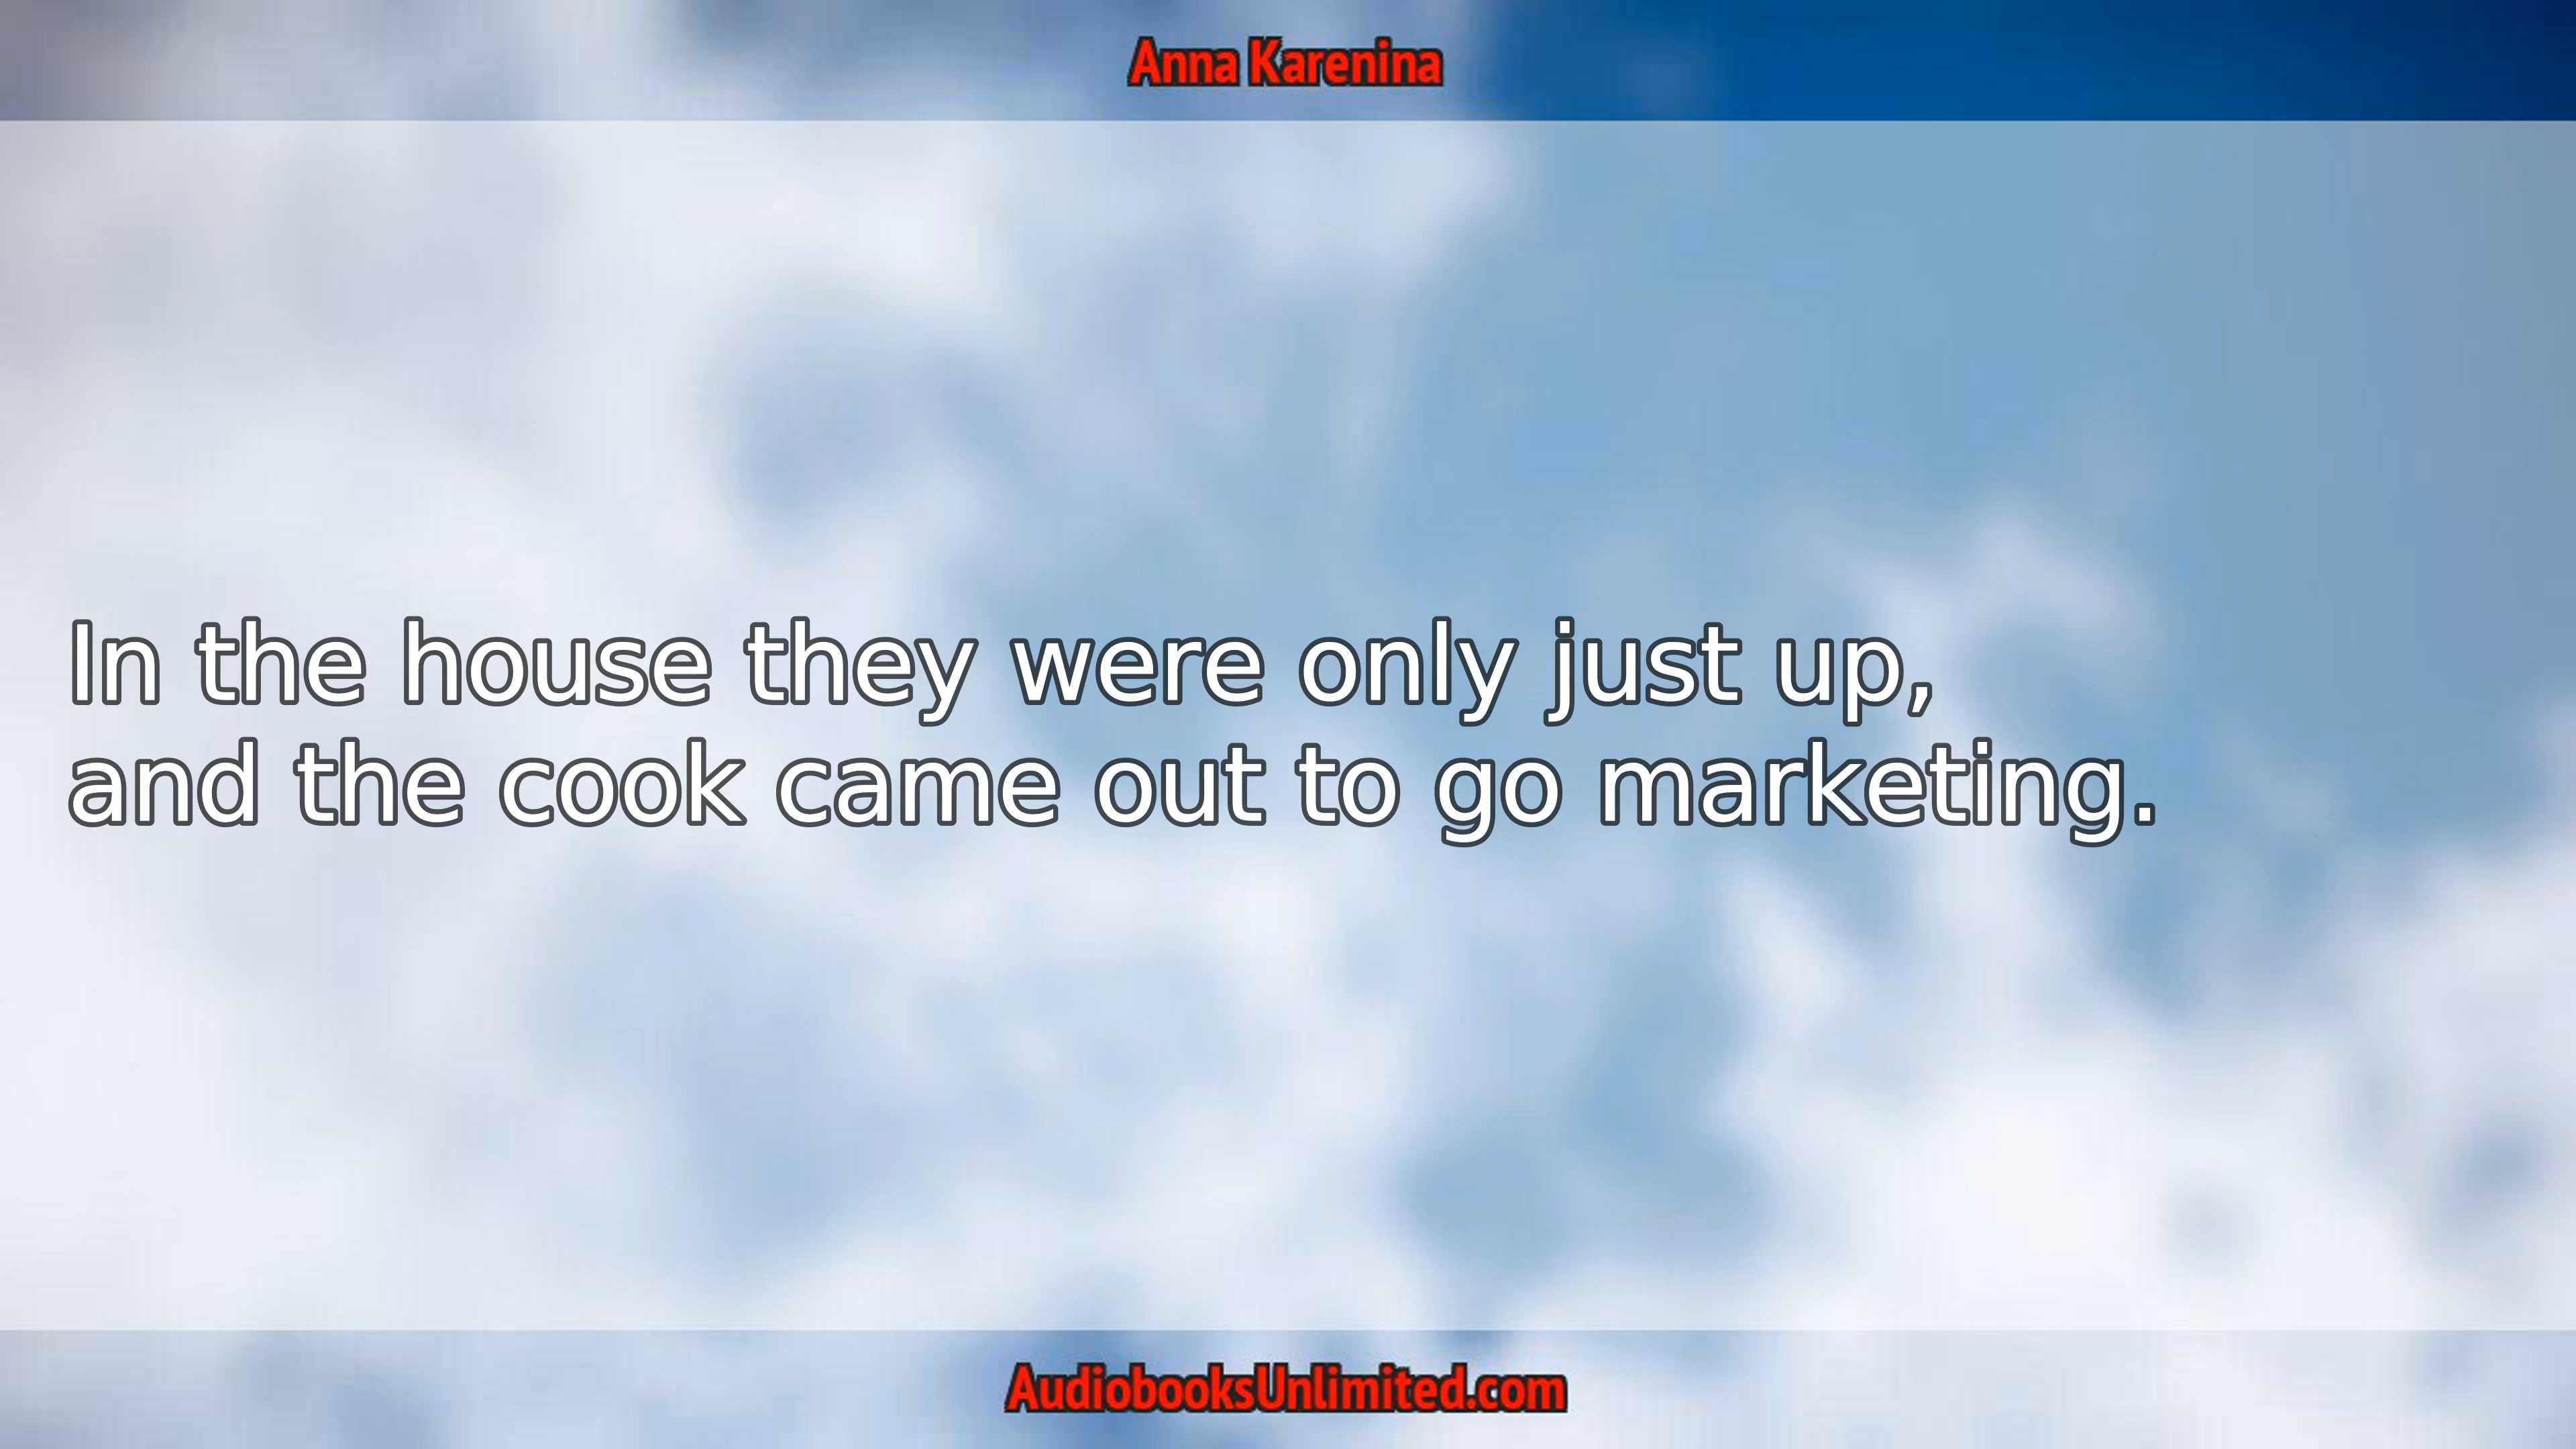 Anna Karenina
In the house they were only just up,
and the cook came out to go marketing.
AudiobooksUnlimited.com